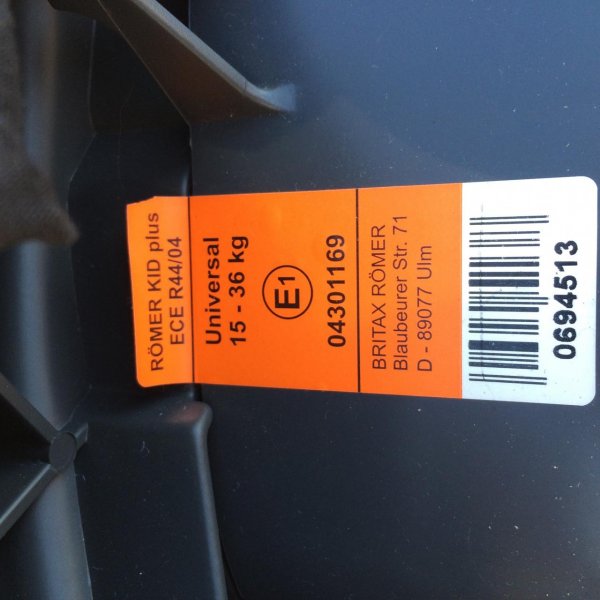 RÖMER KID plus
ECE R44/04
Universal
15 - 36 kg
E1
04301169
BRITAX RÖMER
Blaubeurer Str. 71
D - 89077 Ulm
0694513